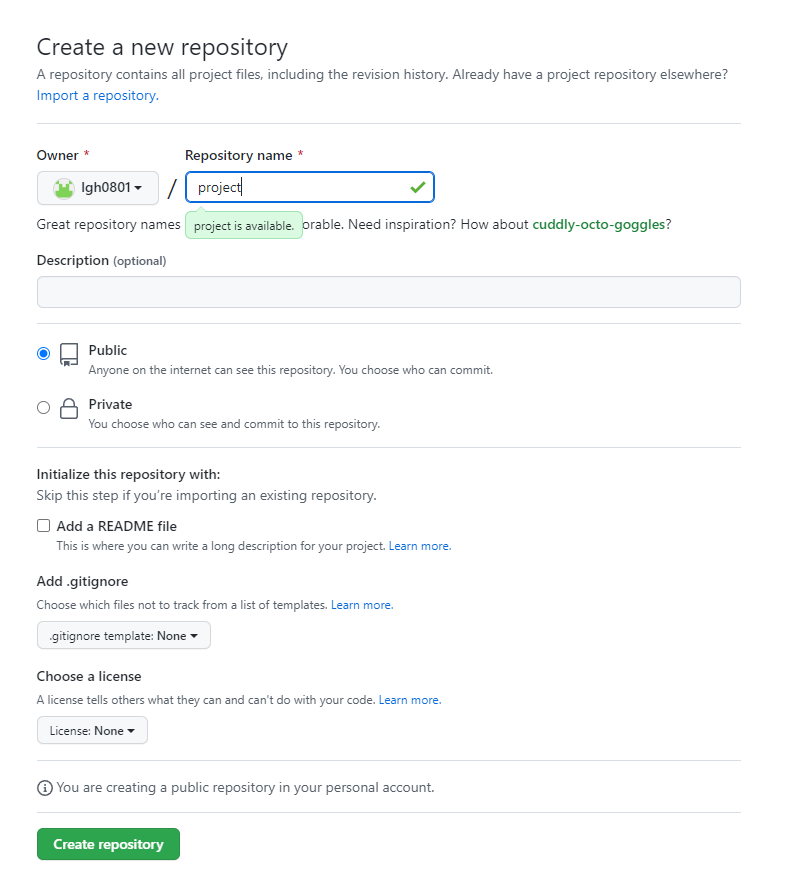 Create a new repository
A repository contains all project files, including the revision history. Already have a project repository elsewhere?
Import a repository.
Owner *
Repository name *
lgh0801
/
project
Great repository names
project is available.
orable. Need inspiration? How about cuddly-octo-goggles?
Description (optional)
Public
Anyone on the internet can see this repository. You choose who can commit.
Private
You choose who can see and commit to this repository.
Initialize this repository with:
Skip this step if you're importing an existing repository.
Add a README file
This is where you can write a long description for your project. Learn more.
Add .gitignore
Choose which files not to track from a list of templates. Learn more.
.gitignore template: None
Choose a license
A license tells others what they can and can't do with your code. Learn more.
License: None
You are creating a public repository in your personal account.
Create repository